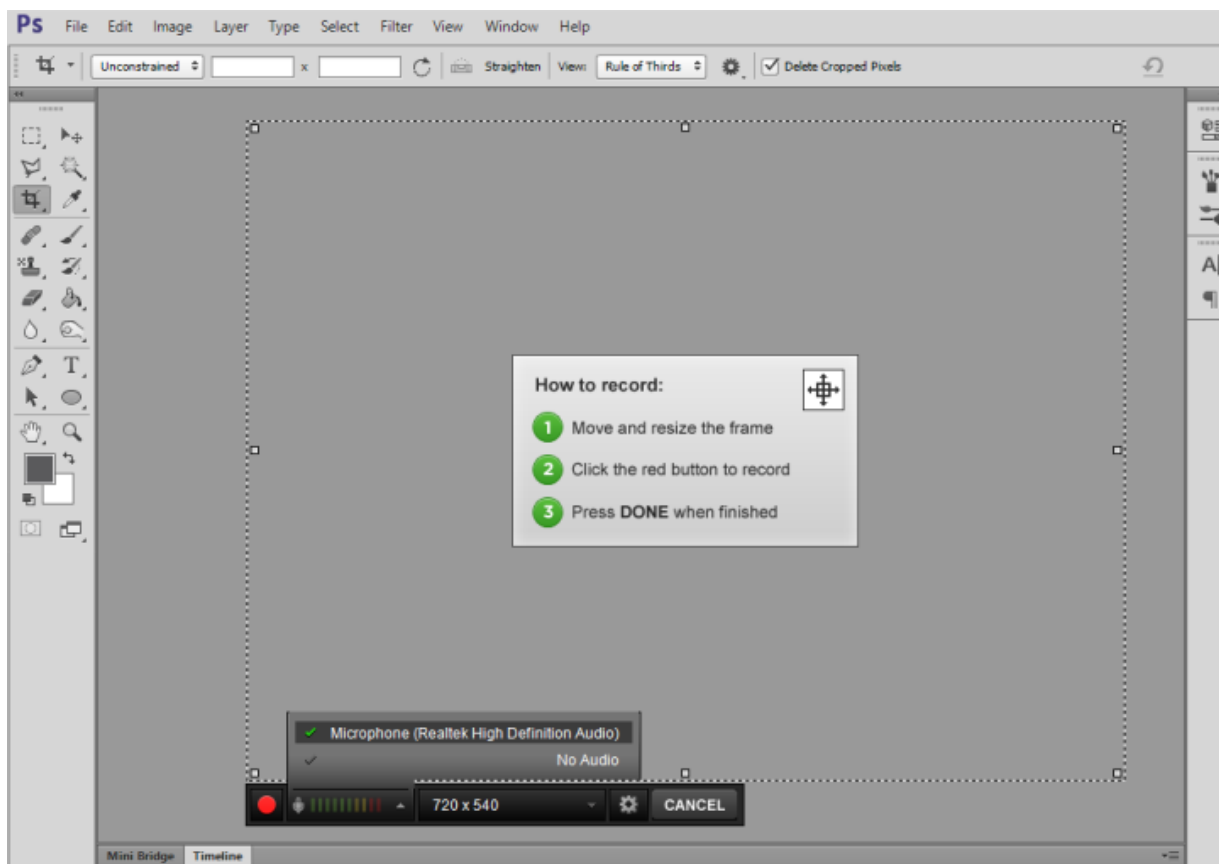 Ps File Edit Image Layer Type Select Filter View Window Help
Unconstrained x Straighten View: Rule of Thirds Delete Cropped Pixels
How to record:
1 Move and resize the frame
2 Click the red button to record
3 Press DONE when finished
Microphone (Realtek High Definition Audio)
No Audio
720 x 540 CANCEL
Mini Bridge Timeline